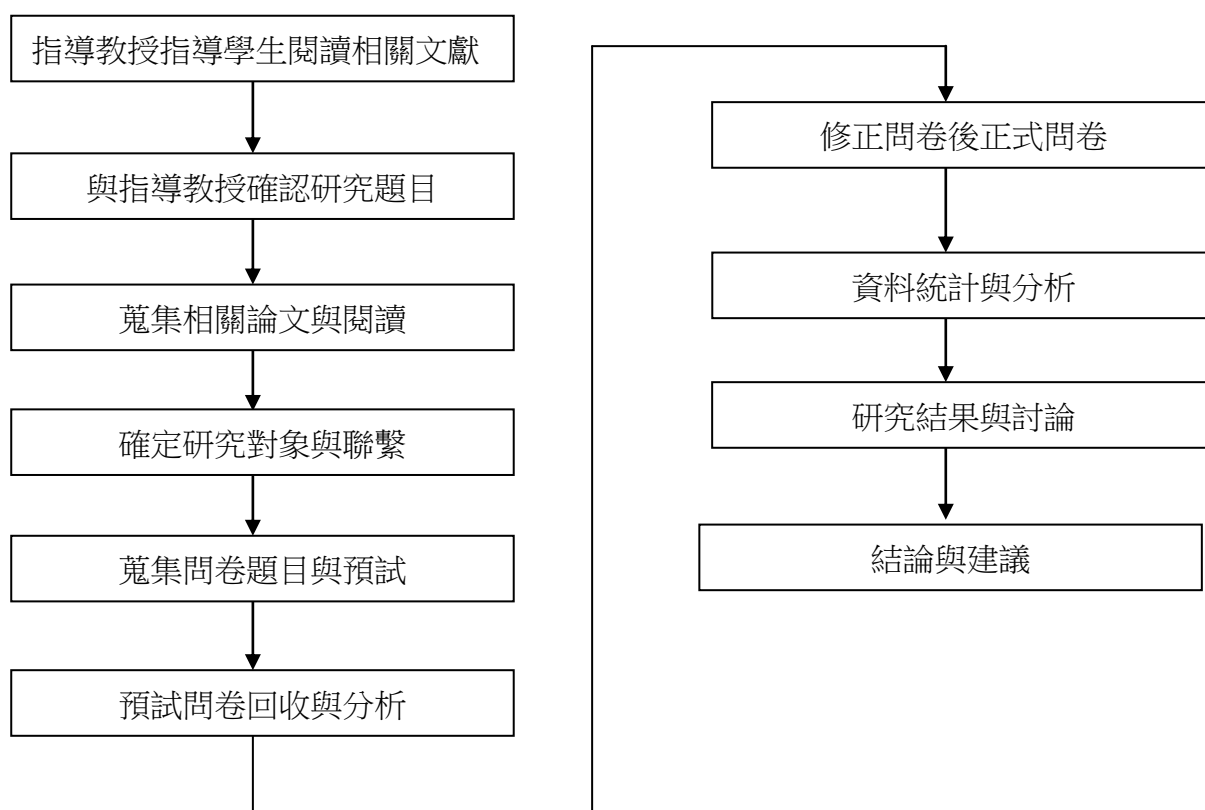 指導教授指導學生閱讀相關文獻
與指導教授確認研究題目
蒐集相關論文與閱讀
確定研究對象與聯繫
蒐集問卷題目與預試
預試問卷回收與分析
修正問卷後正式問卷
資料統計與分析
研究結果與討論
結論與建議